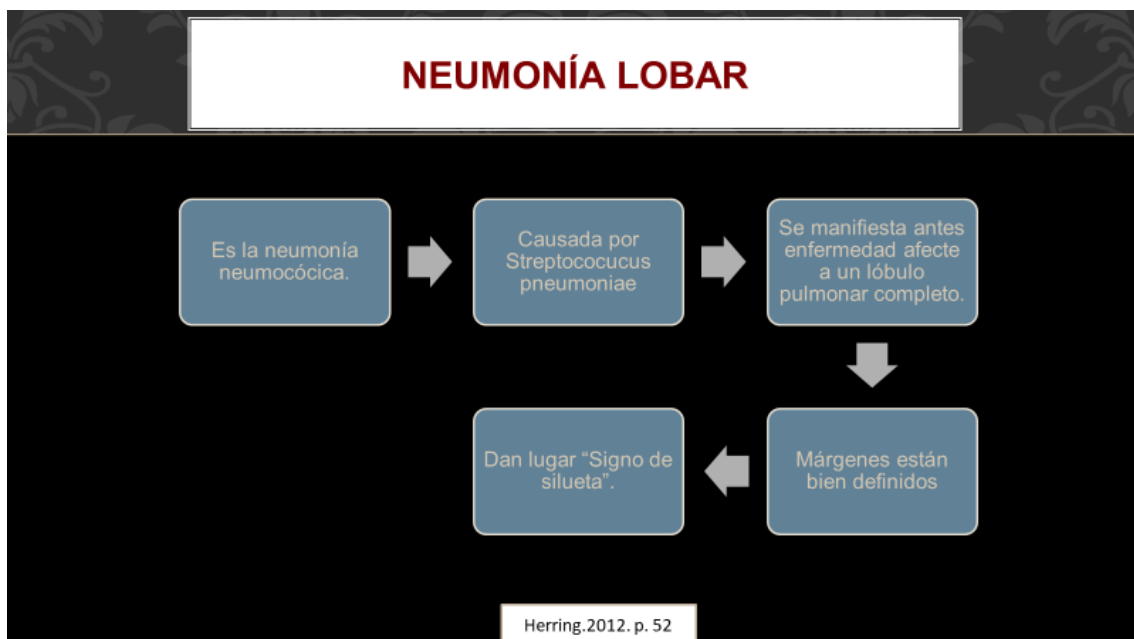 NEUMONÍA LOBAR
Es la neumonía
neumocócica.
Causada por
Streptococucus
pneumoniae
Se manifiesta antes
enfermedad afecte
a un lóbulo
pulmonar completo.
Márgenes están
bien definidos
Dan lugar “Signo de
silueta”.
Herring.2012. p. 52